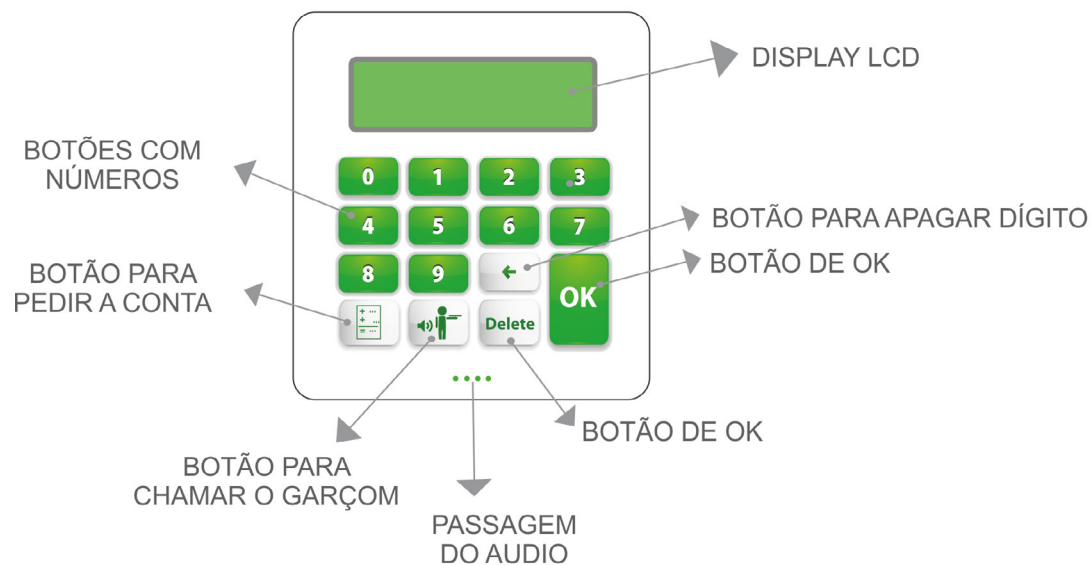 DISPLAY LCD
BOTÕES COM
NÚMEROS
0 1 2 3
4 5 6 7
BOTÃO PARA APAGAR DÍGITO
BOTÃO PARA
PEDIR A CONTA
8 9 ←
BOTÃO DE OK
OK
+ ...
+ ...
= ...
Delete
BOTÃO DE OK
BOTÃO PARA
CHAMAR O GARÇOM
PASSAGEM
DO AUDIO